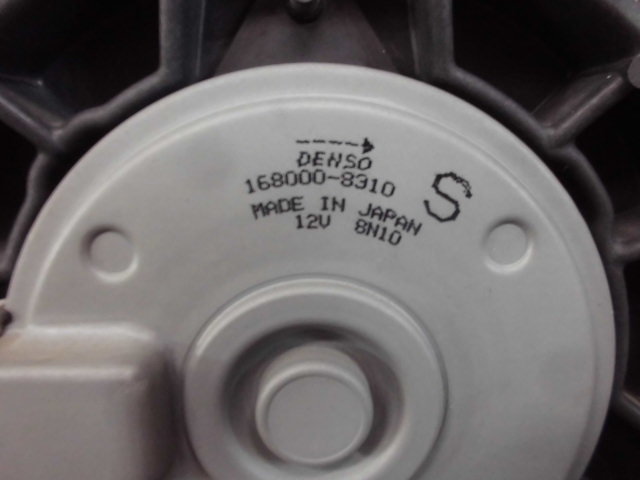 DENSO
168000-8310
S
MADE IN JAPAN
12V 8N10